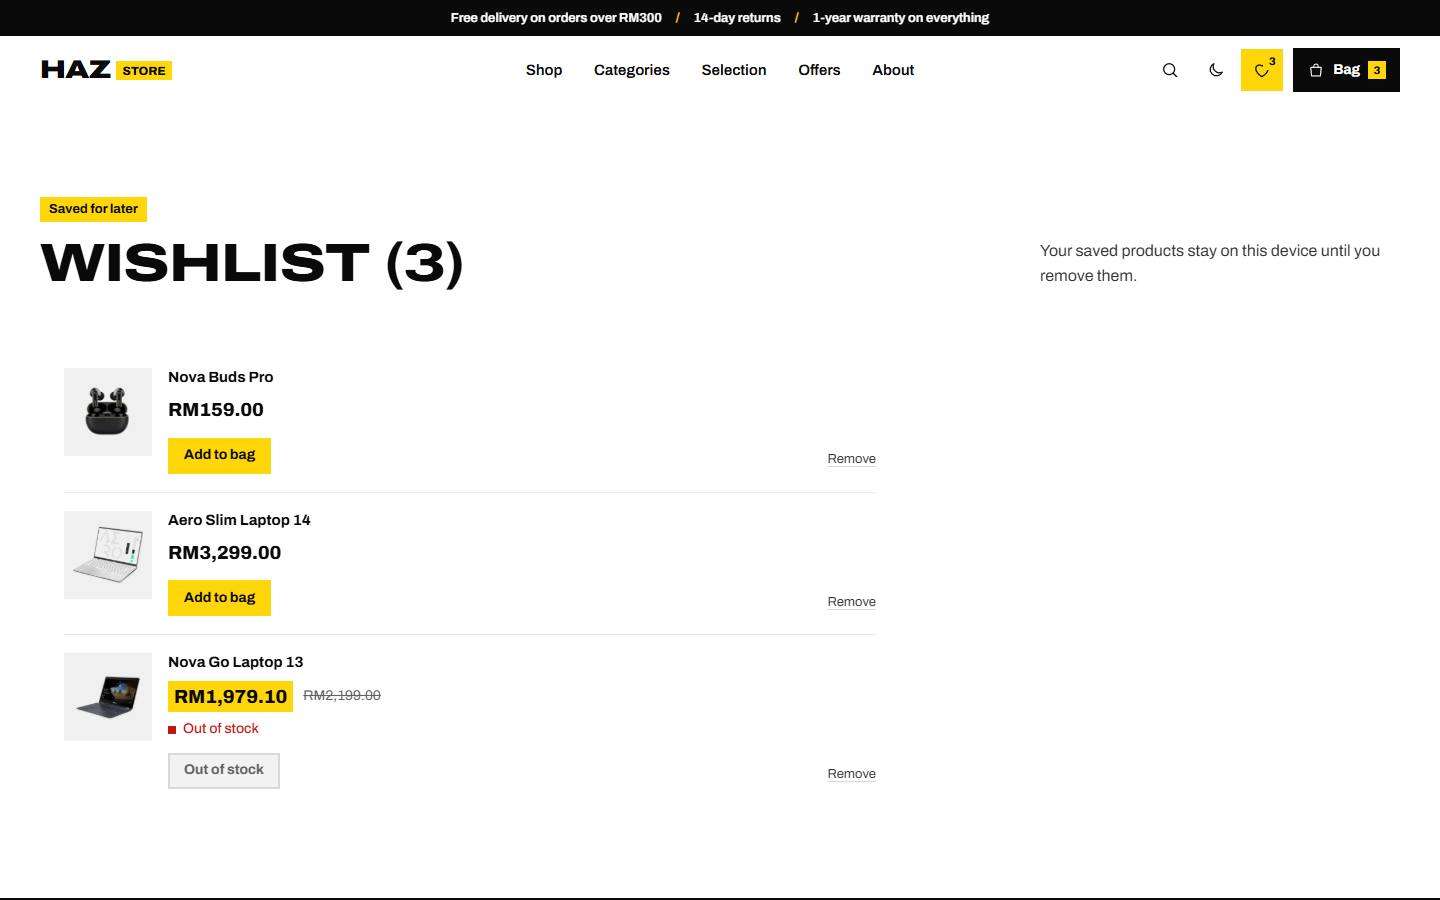 Free delivery on orders over RM300 / 14-day returns / 1-year warranty on everything
HAZ STORE
Shop Categories Selection Offers About
3
Bag 3
Saved for later
WISHLIST (3)
Your saved products stay on this device until you
remove them.
Nova Buds Pro
RM159.00
Add to bag
Remove
Aero Slim Laptop 14
RM3,299.00
Add to bag
Remove
Nova Go Laptop 13
RM1,979.10 RM2,199.00
Out of stock
Out of stock
Remove